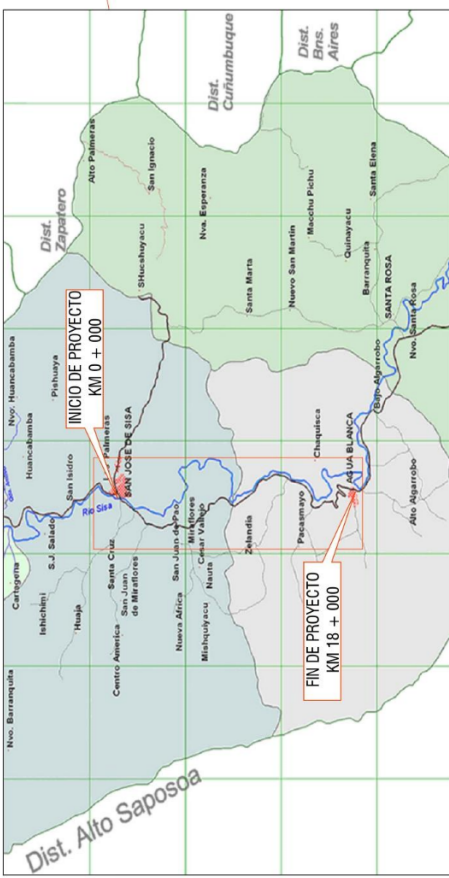 Dist. Zapatero
Dist. Cuñumbuque
Dist. Bns. Aires
Dist. Alto Saposoa
Nvo. Barranquita
Cartagena
Nvo. Huancabamba
Huancabamba
Pishuaya
Ishichimi
S.J. Salado
San Isidro
Rio Sisa
Huaja
INICIO DE PROYECTO
KM 0 + 000
Palmeras
SAN JOSE DE SISA
Santa Cruz
Centro America
San Juan
de Miraflores
Alto Palmeras
San Ignacio
SHucshuyacu
Nva. Esperanza
Nueva Africa
San Juan de Pao
Miraflores
Cesar Vallejo
Mishquiyacu
Nauta
Santa Marta
Zelandia
Nuevo San Martin
Macchu Pichu
Pacasmayo
Chaquisca
Quinayacu
Barranquita
Santa Elena
FIN DE PROYECTO
KM 18 + 000
AGUA BLANCA
SANTA ROSA
Bajo Algarrobo
Nvo. Santa Rosa
Alto Algarrobo